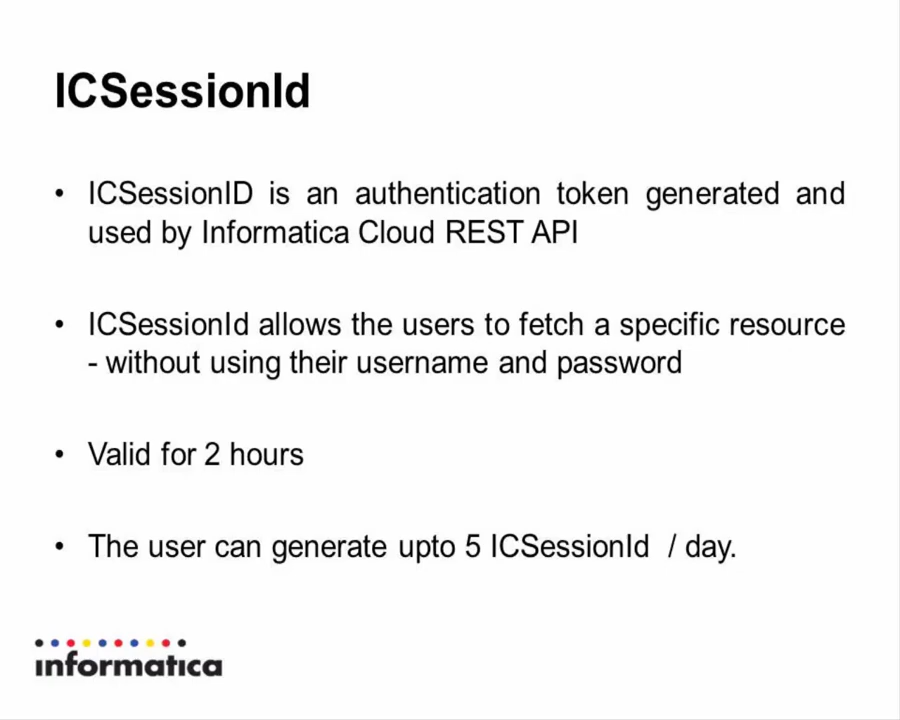 ICSessionId
• ICSessionID is an authentication token generated and
used by Informatica Cloud REST API
• ICSessionId allows the users to fetch a specific resource
- without using their username and password
• Valid for 2 hours
• The user can generate upto 5 ICSessionId / day.
informatica